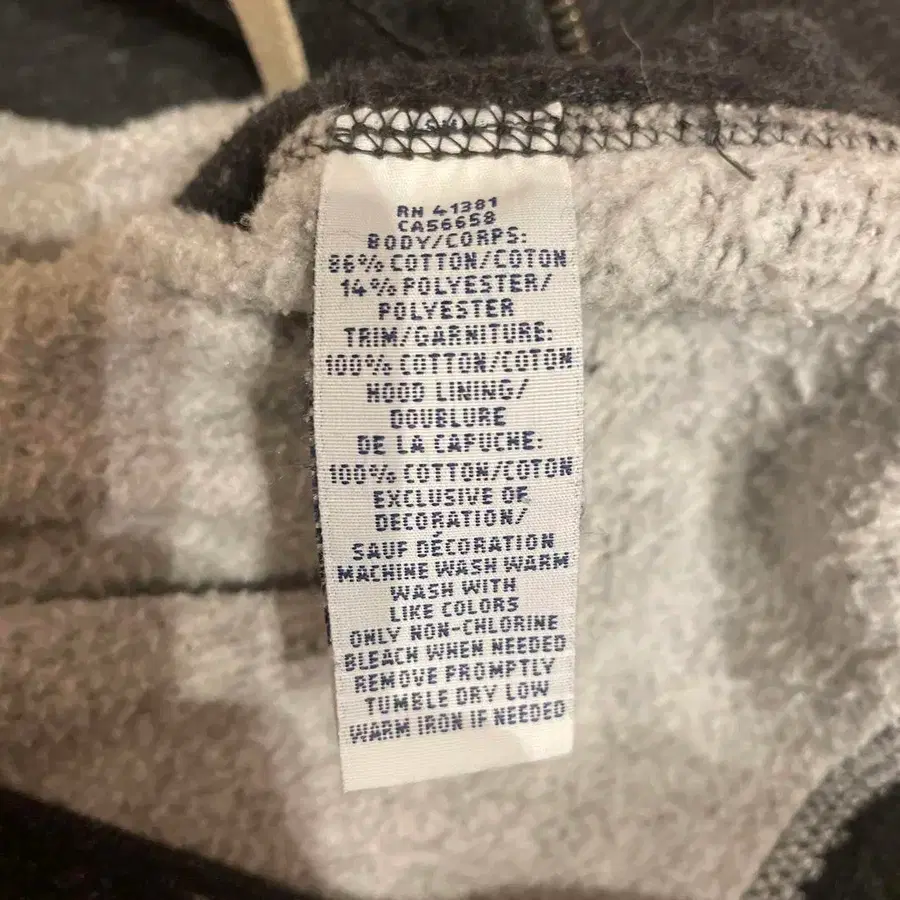 RN 41381
CA56658
BODY/CORPS:
86% COTTON/COTON
14% POLYESTER/
POLYESTER
TRIM/GARNITURE:
100% COTTON/COTON
HOOD LINING/
DOUBLURE
DE LA CAPUCHE:
100% COTTON/COTON
EXCLUSIVE OF
DECORATION/
SAUF DÉCORATION
MACHINE WASH WARM
WASH WITH
LIKE COLORS
ONLY NON-CHLORINE
BLEACH WHEN NEEDED
REMOVE PROMPTLY
TUMBLE DRY LOW
WARM IRON IF NEEDED